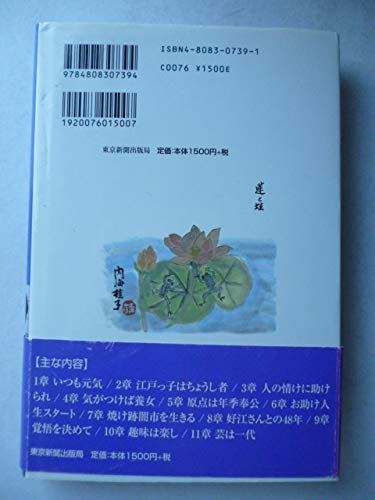 ISBN4-8083-0739-1
C0076 ¥1500E
9784808307394
1920076015007
東京新聞出版局 定価:本体1500円+税
蓮と蛙
内海桂子
【主な内容】
1章 いつも元気 / 2章 江戸っ子はちょうし者 / 3章 人の情けに助け
られ / 4章 気がつけば養女 / 5章 原点は年季奉公 / 6章 お助け人
生スタート / 7章 焼け跡闇市を生きる / 8章 好江さんとの48年 / 9章
覚悟を決めて / 10章 趣味は楽し / 11章 芸は一代
東京新聞出版局 定価:本体1500円+税